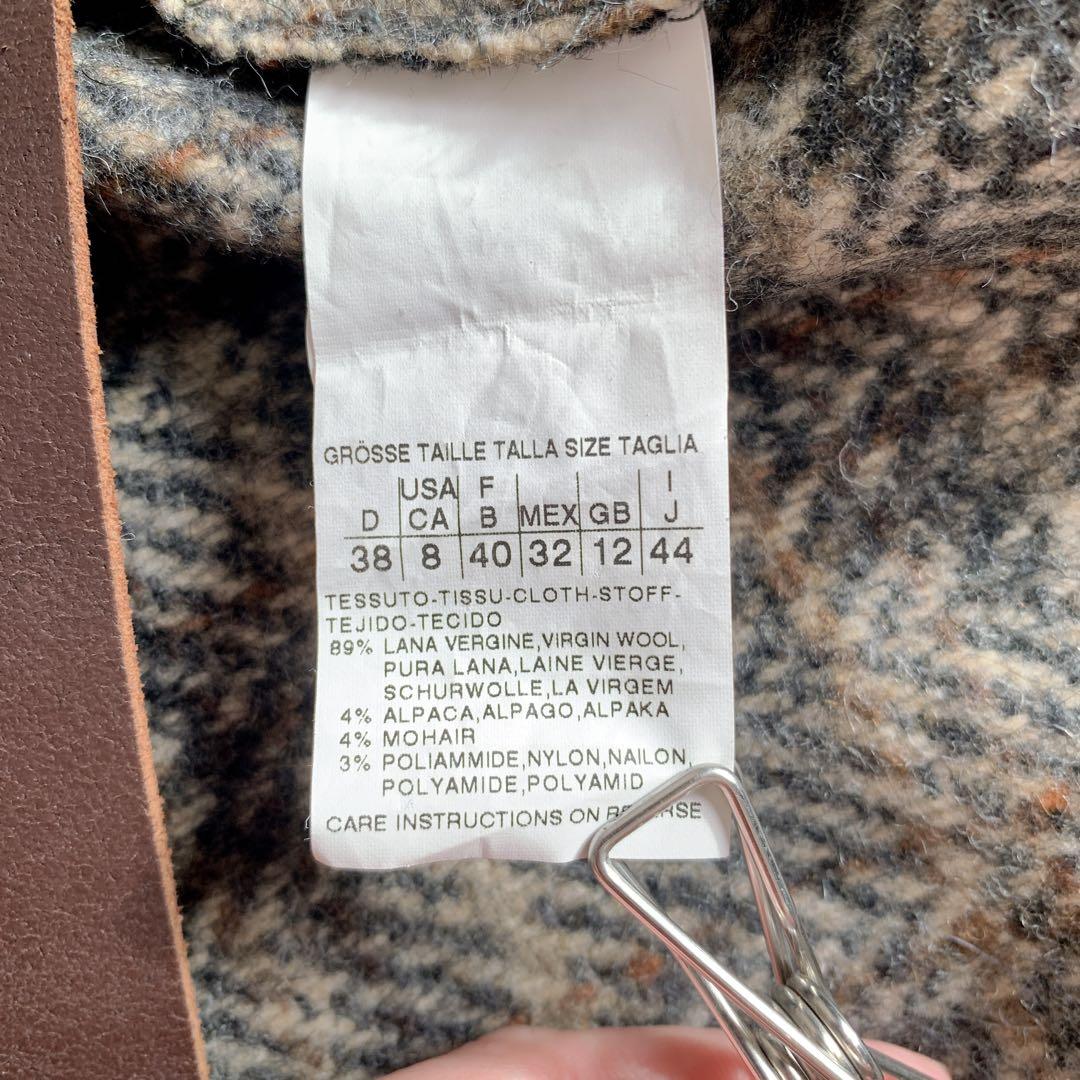 GRÖSSE TAILLE TALLA SIZE TAGLIA
USA F I
D CA B MEX GB J
38 8 40 32 12 44
TESSUTO-TISSU-CLOTH-STOFF-
TEJIDO-TECIDO
89% LANA VERGINE,VIRGIN WOOL,
PURA LANA,LAINE VIERGE,
SCHURWOLLE,LA VIRGEM
4% ALPACA,ALPAGO,ALPAKA
4% MOHAIR
3% POLIAMMIDE,NYLON,NAILON,
POLYAMIDE,POLYAMID
CARE INSTRUCTIONS ON REVERSE